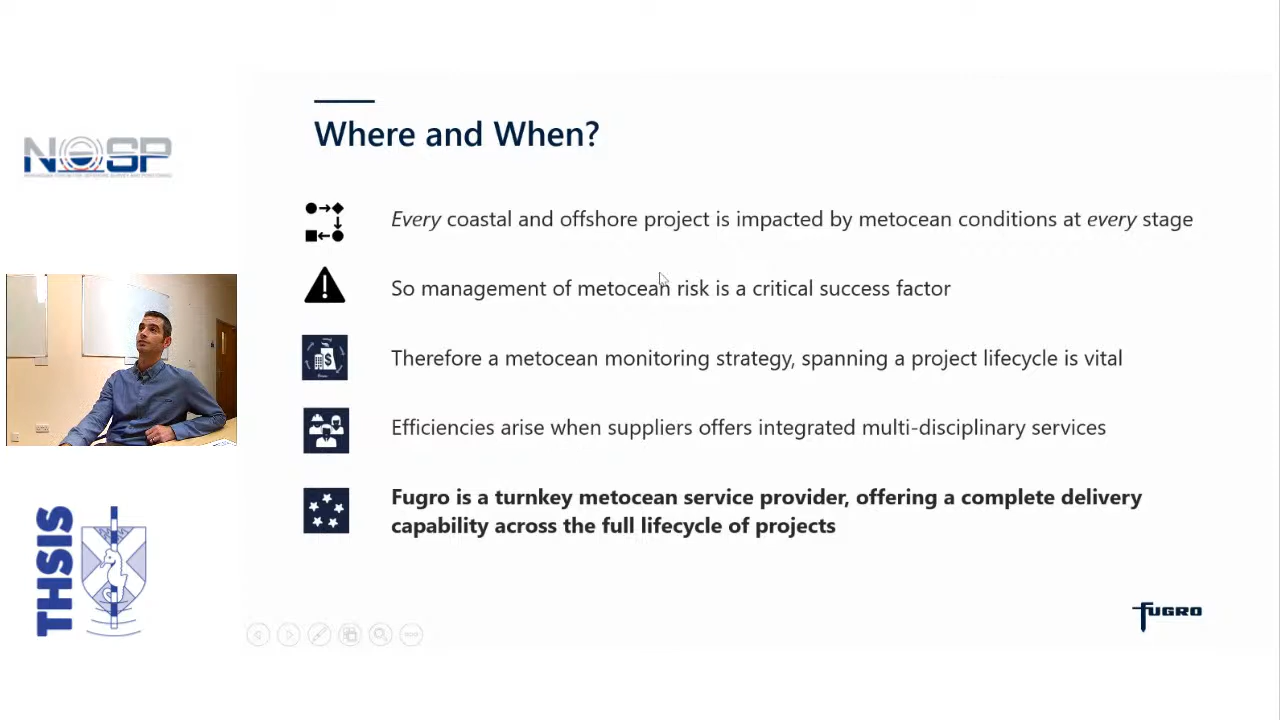 Where and When?
NOSP
Every coastal and offshore project is impacted by metocean conditions at every stage
So management of metocean risk is a critical success factor
Therefore a metocean monitoring strategy, spanning a project lifecycle is vital
Efficiencies arise when suppliers offers integrated multi-disciplinary services
Fugro is a turnkey metocean service provider, offering a complete delivery
capability across the full lifecycle of projects
THSIS
FUGRO